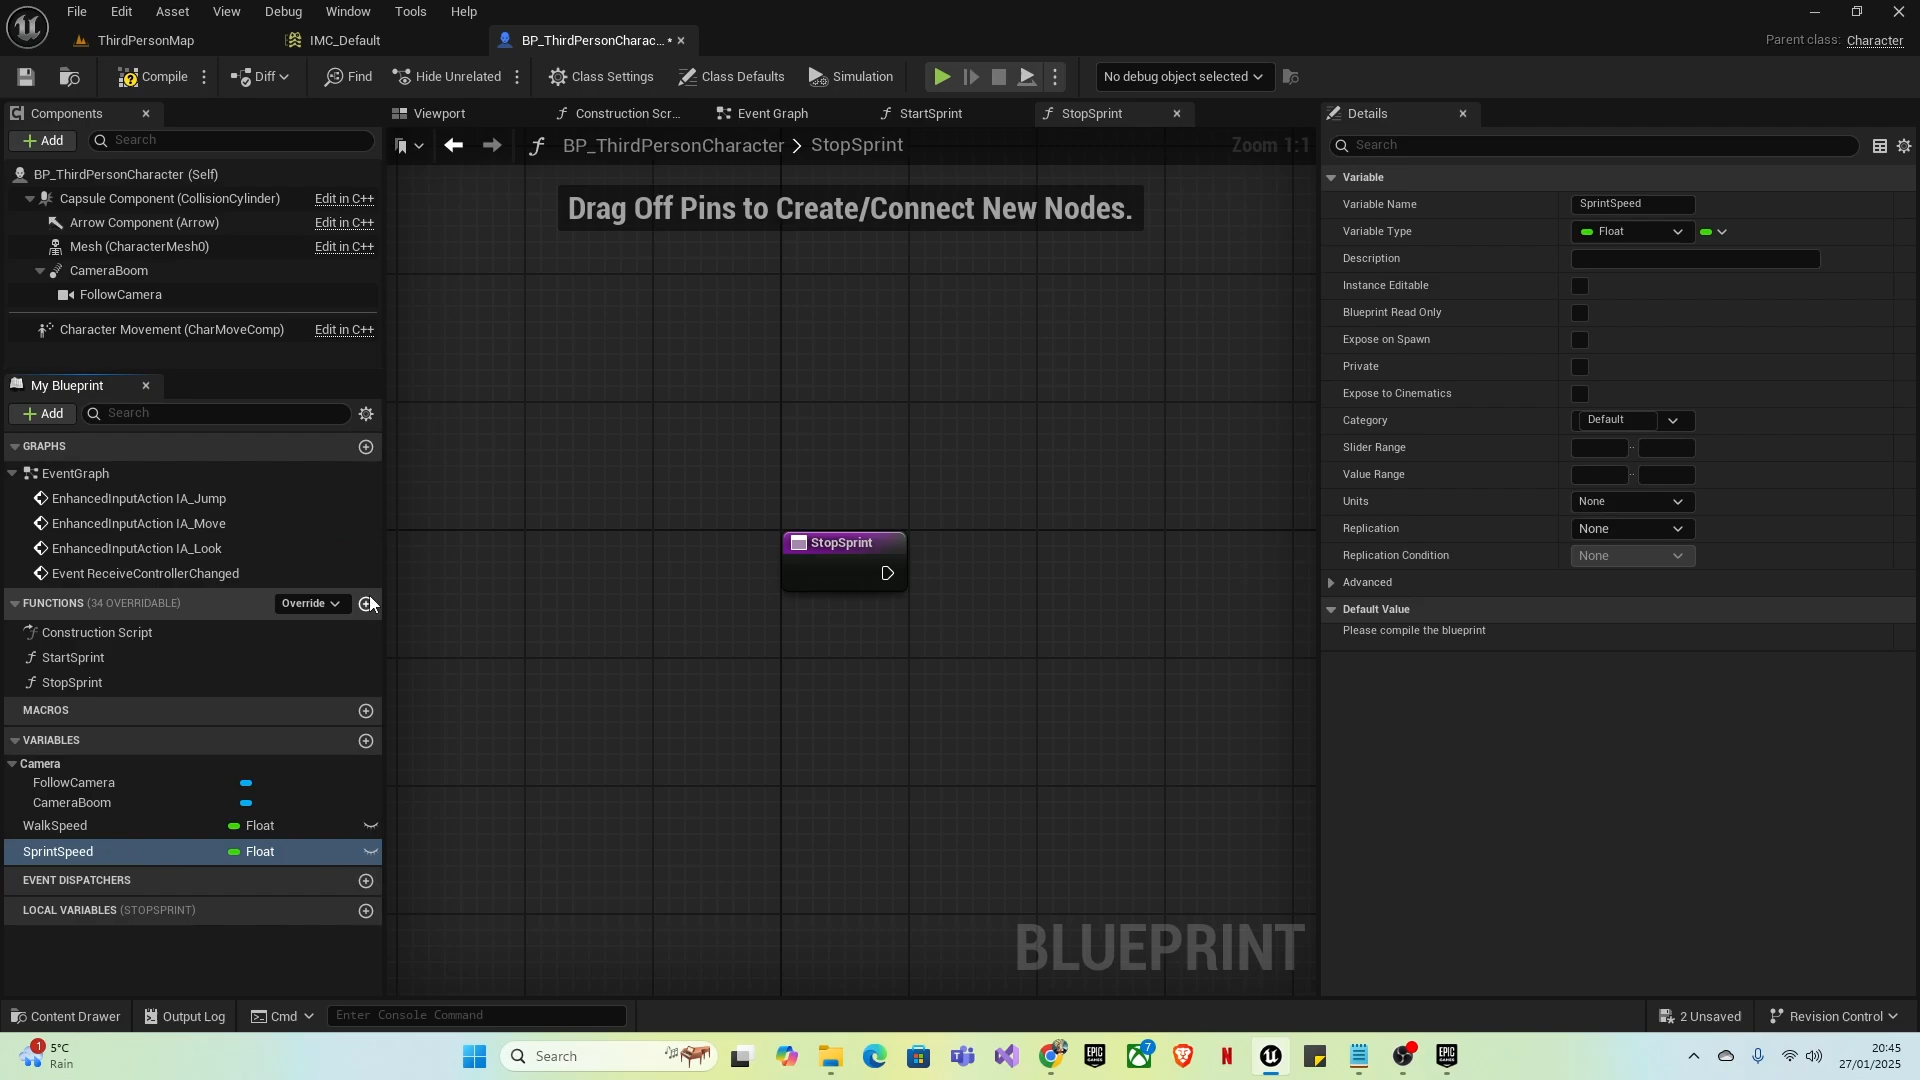 File Edit Asset View Debug Window Tools Help
ThirdPersonMap IMC_Default BP_ThirdPersonCharac... •
Parent class: Character
Compile Diff Find Hide Unrelated Class Settings Class Defaults Simulation No debug object selected
Components
Viewport Construction Scr... Event Graph StartSprint StopSprint
Details
Add Search
BP_ThirdPersonCharacter > StopSprint
Zoom 1:1
Search
BP_ThirdPersonCharacter (Self)
Capsule Component (CollisionCylinder) Edit in C++
Arrow Component (Arrow) Edit in C++
Mesh (CharacterMesh0) Edit in C++
CameraBoom
FollowCamera
Character Movement (CharMoveComp) Edit in C++
My Blueprint
Add Search
GRAPHS
EventGraph
EnhancedInputAction IA_Jump
EnhancedInputAction IA_Move
EnhancedInputAction IA_Look
Event ReceiveControllerChanged
FUNCTIONS (34 OVERRIDABLE) Override
Construction Script
StartSprint
StopSprint
MACROS
VARIABLES
Camera
FollowCamera
CameraBoom
WalkSpeed Float
SprintSpeed Float
EVENT DISPATCHERS
LOCAL VARIABLES (STOPSPRINT)
Drag Off Pins to Create/Connect New Nodes.
StopSprint
BLUEPRINT
Variable
Variable Name SprintSpeed
Variable Type Float
Description
Instance Editable
Blueprint Read Only
Expose on Spawn
Private
Expose to Cinematics
Category Default
Slider Range
Value Range
Units None
Replication None
Replication Condition None
Advanced
Default Value
Please compile the blueprint
Content Drawer Output Log Cmd Enter Console Command 2 Unsaved Revision Control
1
5°C
Rain
Search
EPIC GAMES
7
N
EPIC GAMES
20:45
27/01/2025